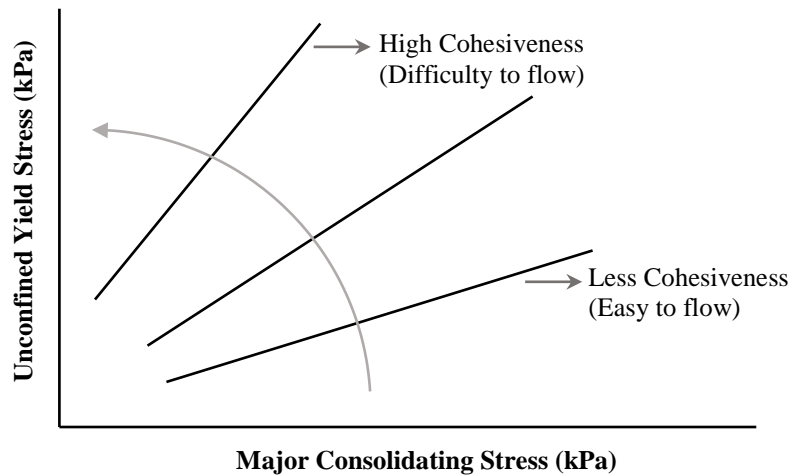 Unconfined Yield Stress (kPa)
High Cohesiveness
(Difficulty to flow)
Less Cohesiveness
(Easy to flow)
Major Consolidating Stress (kPa)